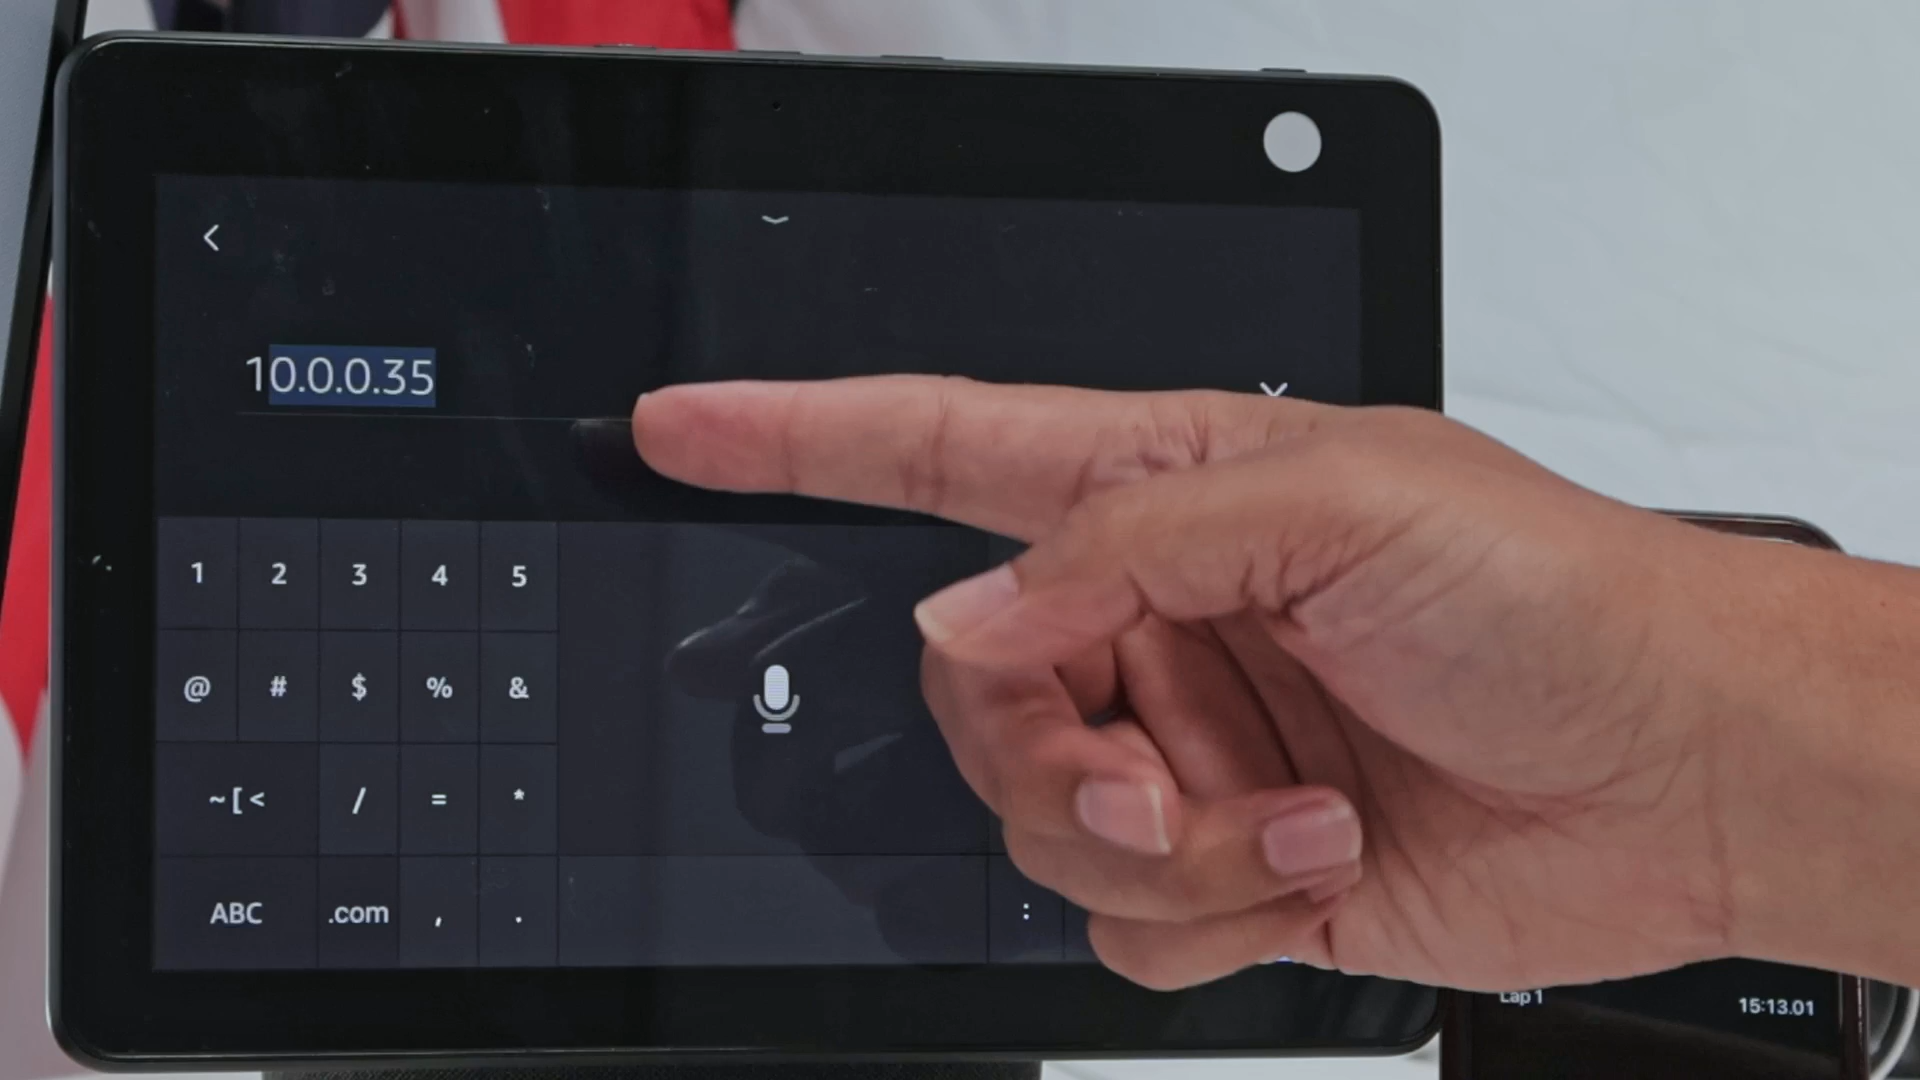 10.0.0.35
1 2 3 4 5
@ # $ % &
~[< / = *
ABC .com , . :
Lap 1 15:13.01